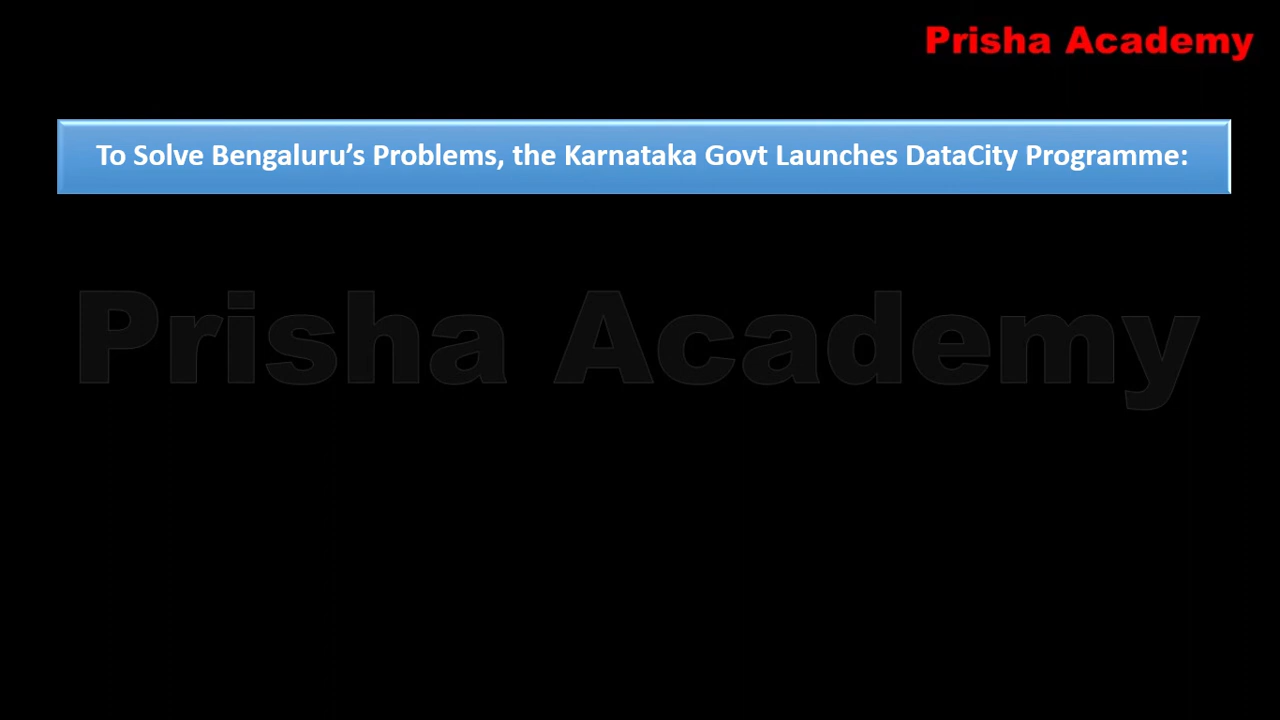 Prisha Academy
To Solve Bengaluru’s Problems, the Karnataka Govt Launches DataCity Programme:
Prisha Academy